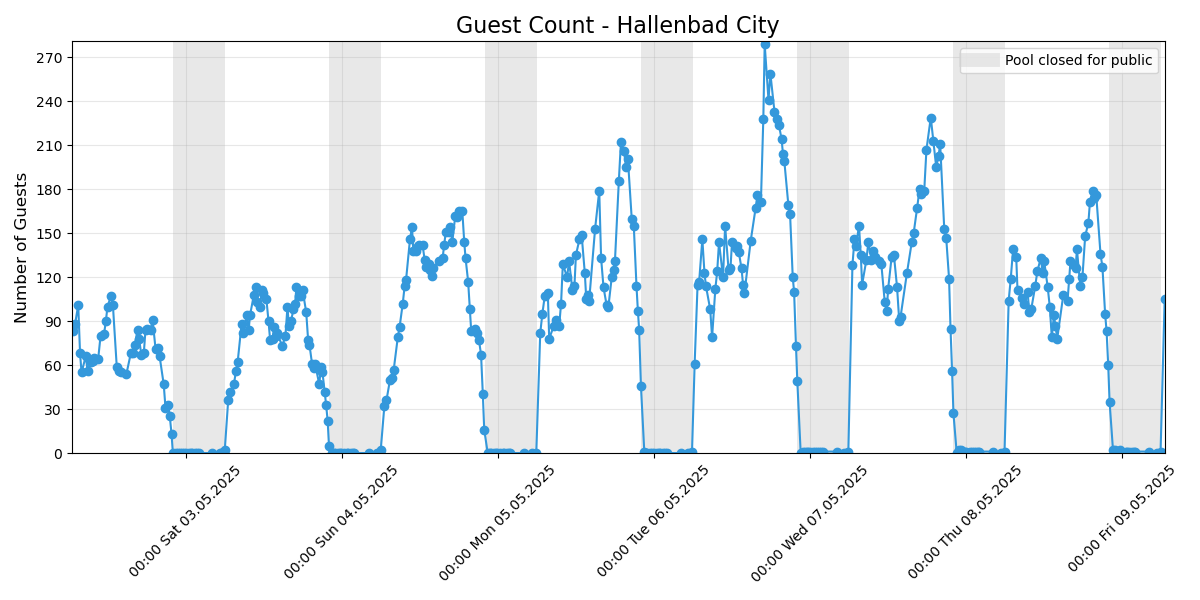 Guest Count - Hallenbad City
Pool closed for public
Number of Guests
270
240
210
180
150
120
90
60
30
0
00:00 Sat 03.05.2025
00:00 Sun 04.05.2025
00:00 Mon 05.05.2025
00:00 Tue 06.05.2025
00:00 Wed 07.05.2025
00:00 Thu 08.05.2025
00:00 Fri 09.05.2025